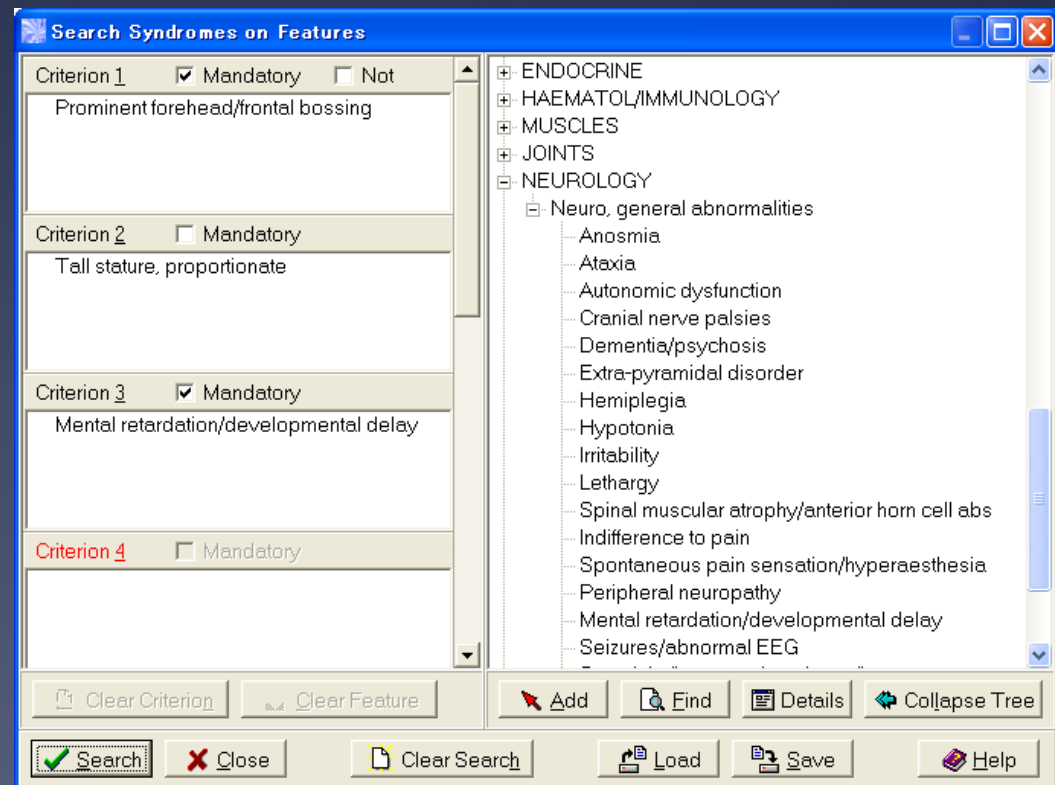 Search Syndromes on Features
Criterion 1 Mandatory Not
Prominent forehead/frontal bossing
Criterion 2 Mandatory
Tall stature, proportionate
Criterion 3 Mandatory
Mental retardation/developmental delay
Criterion 4 Mandatory
ENDOCRINE
HAEMATOL/IMMUNOLOGY
MUSCLES
JOINTS
NEUROLOGY
Neuro, general abnormalities
Anosmia
Ataxia
Autonomic dysfunction
Cranial nerve palsies
Dementia/psychosis
Extra-pyramidal disorder
Hemiplegia
Hypotonia
Irritability
Lethargy
Spinal muscular atrophy/anterior horn cell abs
Indifference to pain
Spontaneous pain sensation/hyperaesthesia
Peripheral neuropathy
Mental retardation/developmental delay
Seizures/abnormal EEG
Clear Criterion Clear Feature
Add Find Details Collapse Tree
Search Close Clear Search Load Save Help